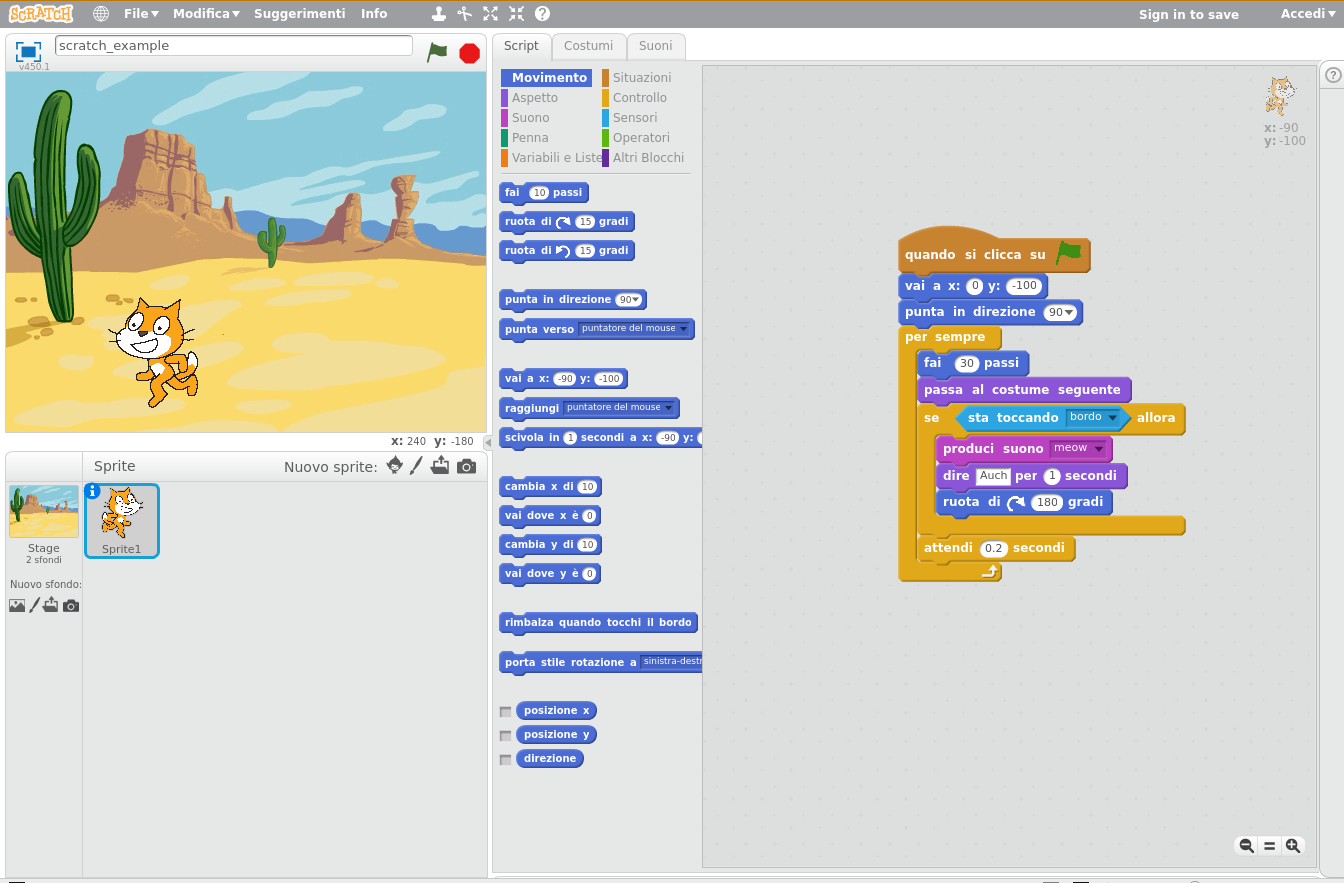 SCRATCH
File▼ Modifica▼ Suggerimenti Info
Sign in to save Accedi▼
v450.1
scratch_example
x: 240 y: -180
Sprite
Nuovo sprite:
Stage
2 sfondi
Nuovo sfondo:
Sprite1
Script Costumi Suoni
Movimento
Aspetto
Suono
Penna
Variabili e Liste
Situazioni
Controllo
Sensori
Operatori
Altri Blocchi
fai 10 passi
ruota di 15 gradi
ruota di 15 gradi
punta in direzione 90▼
punta verso puntatore del mouse
vai a x: -90 y: -100
raggiungi puntatore del mouse
scivola in 1 secondi a x: -90 y:
cambia x di 10
vai dove x è 0
cambia y di 10
vai dove y è 0
rimbalza quando tocchi il bordo
porta stile rotazione a sinistra-destr
posizione x
posizione y
direzione
x: -90
y: -100
quando si clicca su
vai a x: 0 y: -100
punta in direzione 90▼
per sempre
fai 30 passi
passa al costume seguente
se sta toccando bordo allora
produci suono meow
dire Auch per 1 secondi
ruota di 180 gradi
attendi 0.2 secondi